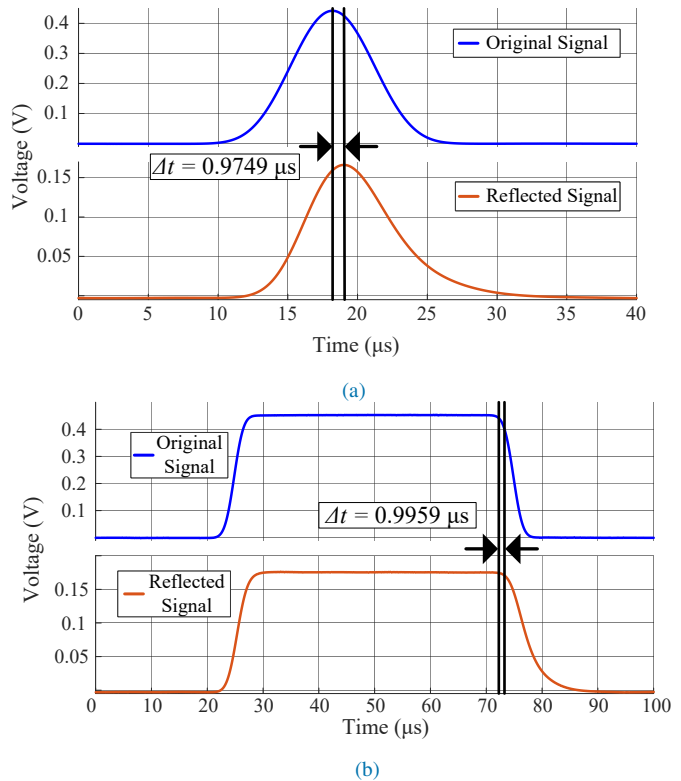 0.4
0.3
0.2
0.1
Original Signal
Voltage (V)
Δt = 0.9749 μs
0.15
0.1
0.05
Reflected Signal
0 5 10 15 20 25 30 35 40
Time (μs)
(a)
0.4
0.3
0.2
0.1
Original
Signal
Voltage (V)
Δt = 0.9959 μs
0.15
0.1
0.05
Reflected
Signal
0 10 20 30 40 50 60 70 80 90 100
Time (μs)
(b)